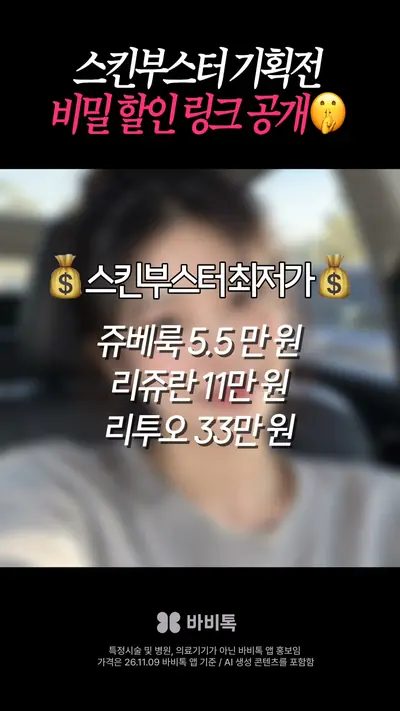 스킨부스터 기획전
비밀 할인 링크 공개🤫
💰스킨부스터 최저가💰
쥬베룩 5.5 만 원
리쥬란 11만 원
리투오 33만 원
바비톡
특정시술 및 병원, 의료기기가 아닌 바비톡 앱 홍보임
가격은 26.11.09 바비톡 앱 기준 / AI 생성 콘텐츠를 포함함